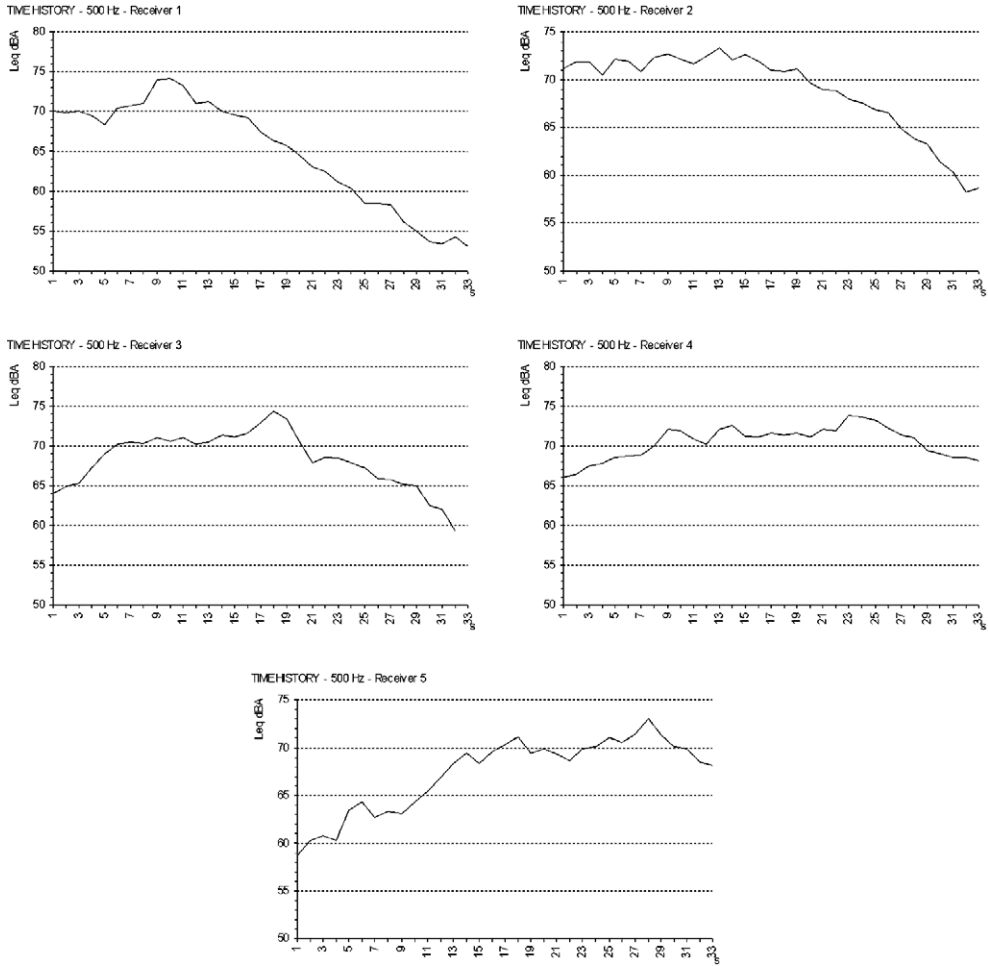 TIME HISTORY - 500 Hz - Receiver 1
Leq dBA
80
75
70
65
60
55
50
1 3 5 7 9 11 13 15 17 19 21 23 25 27 29 31 33
s
TIME HISTORY - 500 Hz - Receiver 2
Leq dBA
75
70
65
60
55
50
1 3 5 7 9 11 13 15 17 19 21 23 25 27 29 31 33
s
TIME HISTORY - 500 Hz - Receiver 3
Leq dBA
80
75
70
65
60
55
50
1 3 5 7 9 11 13 15 17 19 21 23 25 27 29 31 33
s
TIME HISTORY - 500 Hz - Receiver 4
Leq dBA
80
75
70
65
60
55
50
1 3 5 7 9 11 13 15 17 19 21 23 25 27 29 31 33
s
TIME HISTORY - 500 Hz - Receiver 5
Leq dBA
75
70
65
60
55
50
1 3 5 7 9 11 13 15 17 19 21 23 25 27 29 31 33
s